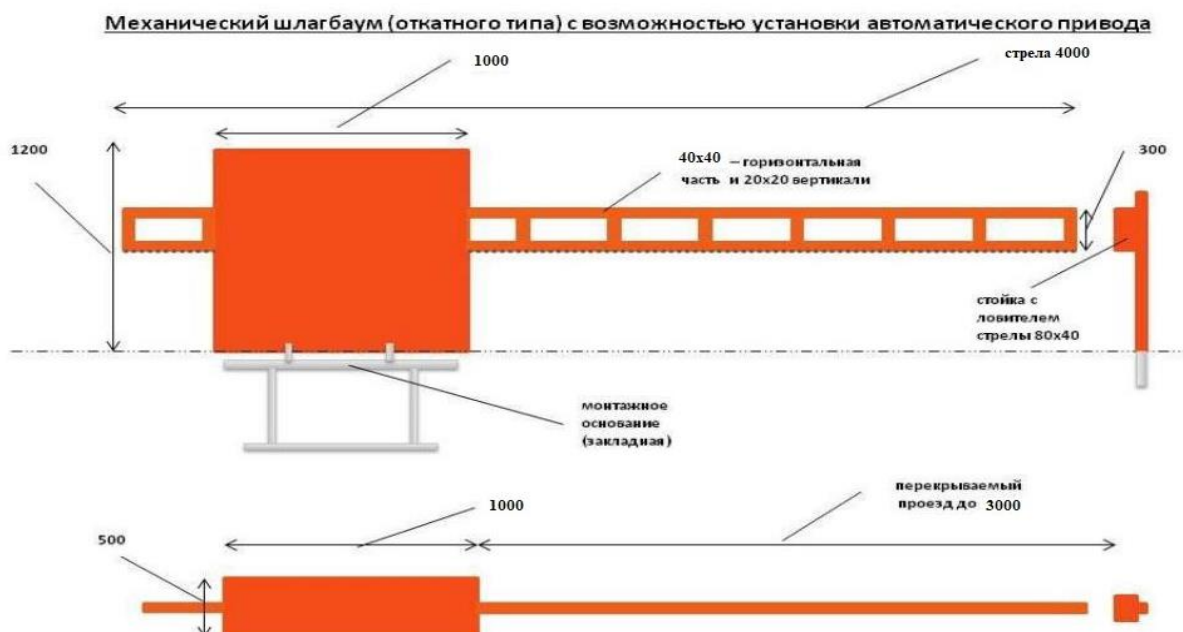 Механический шлагбаум (откатного типа) с возможностью установки автоматического привода
1000
стрела 4000
1200
40х40 – горизонтальная
часть и 20х20 вертикали
300
стойка с
ловителем
стрелы 80х40
монтажное
основание
(закладная)
перекрываемый
проезд до 3000
1000
500